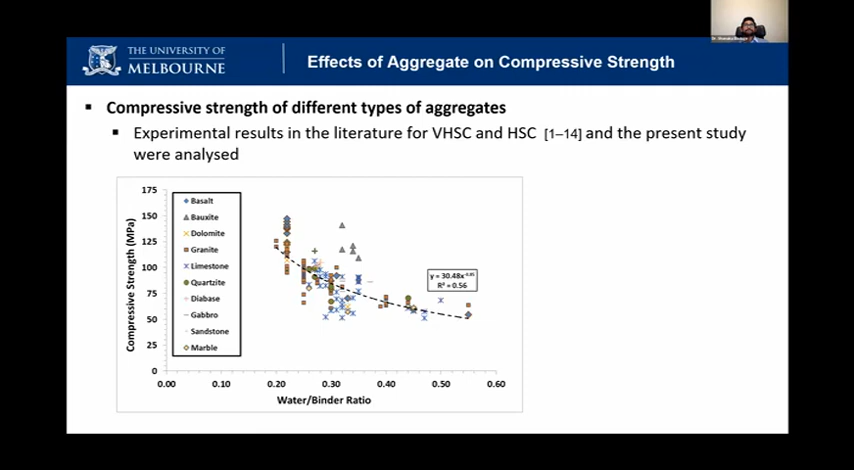 THE UNIVERSITY OF
MELBOURNE
Effects of Aggregate on Compressive Strength
Compressive strength of different types of aggregates
Experimental results in the literature for VHSC and HSC [1–14] and the present study
were analysed
175
150
125
100
75
50
25
0
Compressive Strength (MPa)
Basalt
Bauxite
Dolomite
Granite
Limestone
Quartzite
Diabase
Gabbro
Sandstone
Marble
R² = 0.56
0.00 0.10 0.20 0.30 0.40 0.50 0.60
Water/Binder Ratio